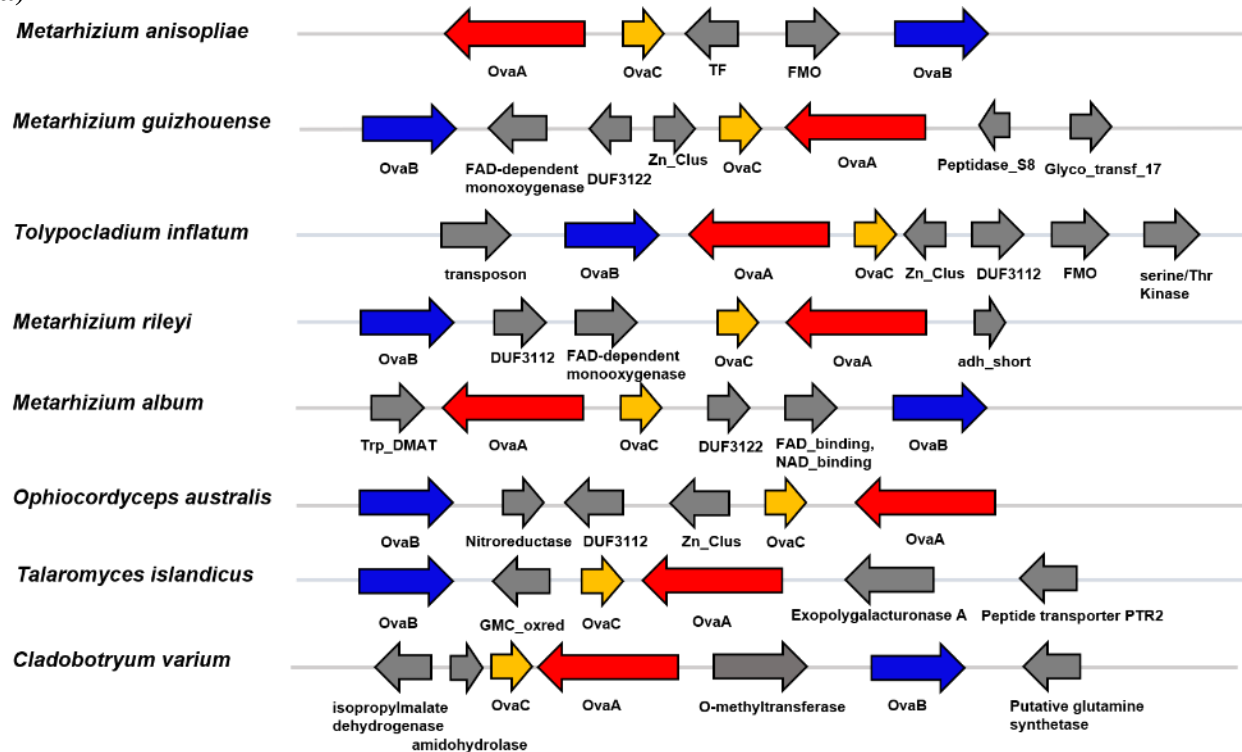 Metarhizium anisopliae
OvaA OvaC TF FMO OvaB
Metarhizium guizhouense
OvaB FAD-dependent monoxoygenase DUF3122 Zn_Clus OvaC OvaA Peptidase_S8 Glyco_transf_17
Tolypocladium inflatum
transposon OvaB OvaA OvaC Zn_Clus DUF3112 FMO serine/Thr Kinase
Metarhizium rileyi
OvaB DUF3112 FAD-dependent monooxygenase OvaC OvaA adh_short
Metarhizium album
Trp_DMAT OvaA OvaC DUF3122 FAD_binding, NAD_binding OvaB
Ophiocordyceps australis
OvaB Nitroreductase DUF3112 Zn_Clus OvaC OvaA
Talaromyces islandicus
OvaB GMC_oxred OvaC OvaA Exopolygalacturonase A Peptide transporter PTR2
Cladobotryum varium
isopropylmalate dehydrogenase amidohydrolase OvaC OvaA O-methyltransferase OvaB Putative glutamine synthetase